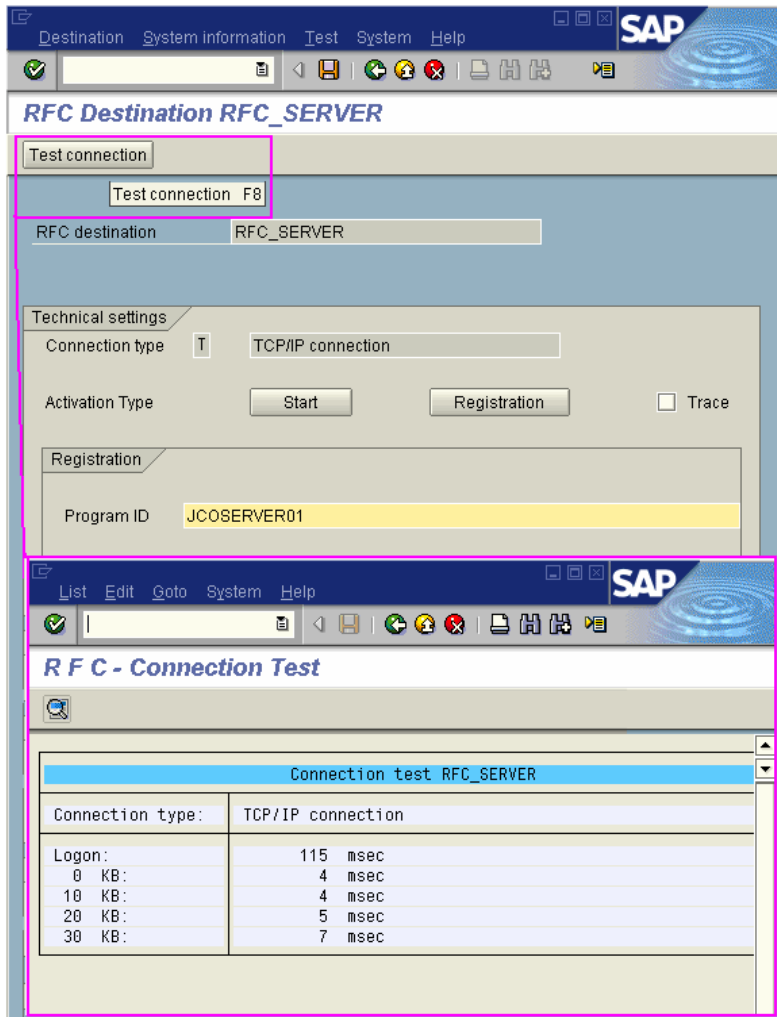 Destination System information Test System Help
SAP
RFC Destination RFC_SERVER
Test connection
Test connection F8
RFC destination RFC_SERVER
Technical settings
Connection type T TCP/IP connection
Activation Type Start Registration Trace
Registration
Program ID JCOSERVER01
List Edit Goto System Help
SAP
R F C - Connection Test
Connection test RFC_SERVER
Connection type: TCP/IP connection
Logon: 115 msec
0 KB: 4 msec
10 KB: 4 msec
20 KB: 5 msec
30 KB: 7 msec